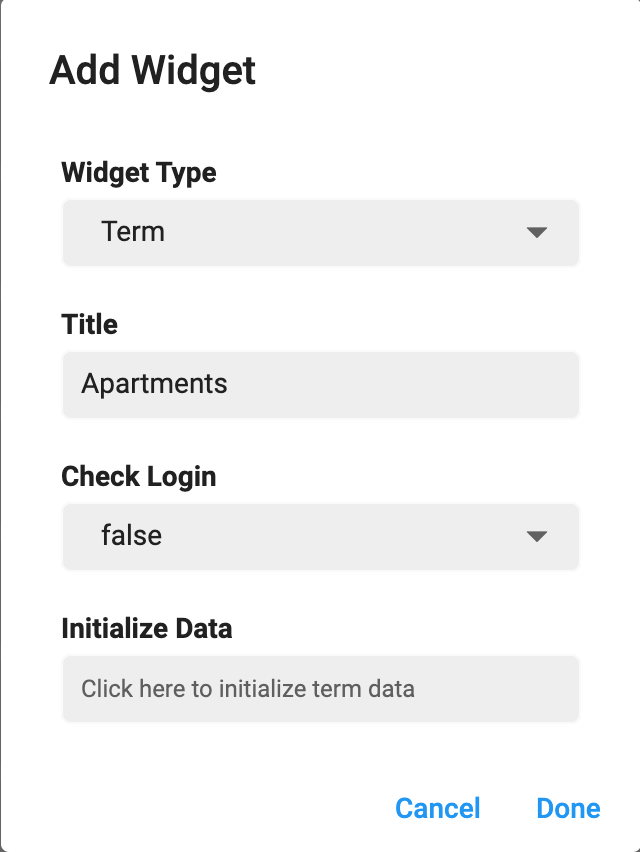 Add Widget
Widget Type
Term
Title
Apartments
Check Login
false
Initialize Data
Click here to initialize term data
Cancel Done